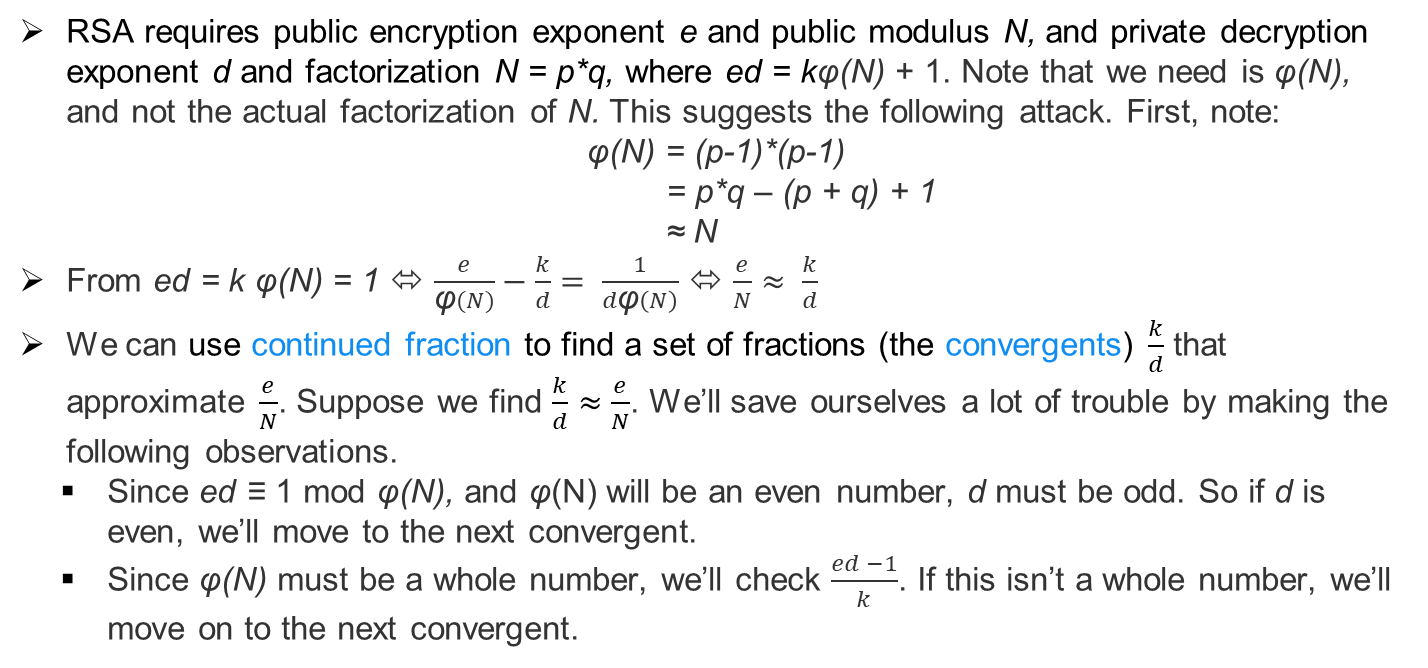 ➢ RSA requires public encryption exponent e and public modulus N, and private decryption
exponent d and factorization N = p*q, where ed = kφ(N) + 1. Note that we need is φ(N),
and not the actual factorization of N. This suggests the following attack. First, note:
φ(N) = (p-1)*(p-1)
= p*q – (p + q) + 1
≈ N
➢ From ed = k φ(N) = 1 ⇔ e/φ(N) − k/d = 1/dφ(N) ⇔ e/N ≈ k/d
➢ We can use continued fraction to find a set of fractions (the convergents) k/d that
approximate e/N. Suppose we find k/d ≈ e/N. We’ll save ourselves a lot of trouble by making the
following observations.
▪ Since ed ≡ 1 mod φ(N), and φ(N) will be an even number, d must be odd. So if d is
even, we’ll move to the next convergent.
▪ Since φ(N) must be a whole number, we’ll check ed −1/k. If this isn’t a whole number, we’ll
move on to the next convergent.